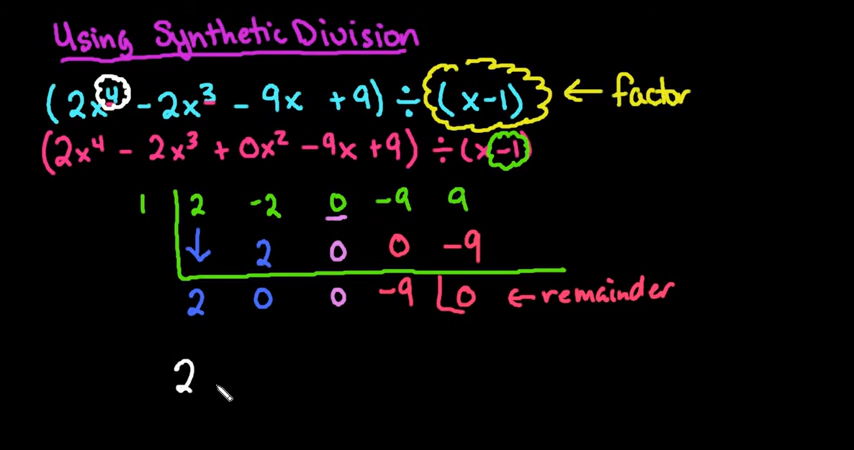 Using Synthetic Division
(2x⁴ - 2x³ - 9x + 9) ÷ (x-1) ← factor
(2x⁴ - 2x³ + 0x² - 9x + 9) ÷ (x-1)
1 2 -2 0 -9 9
↓ 2 0 0 -9
2 0 0 -9 0 ← remainder
2